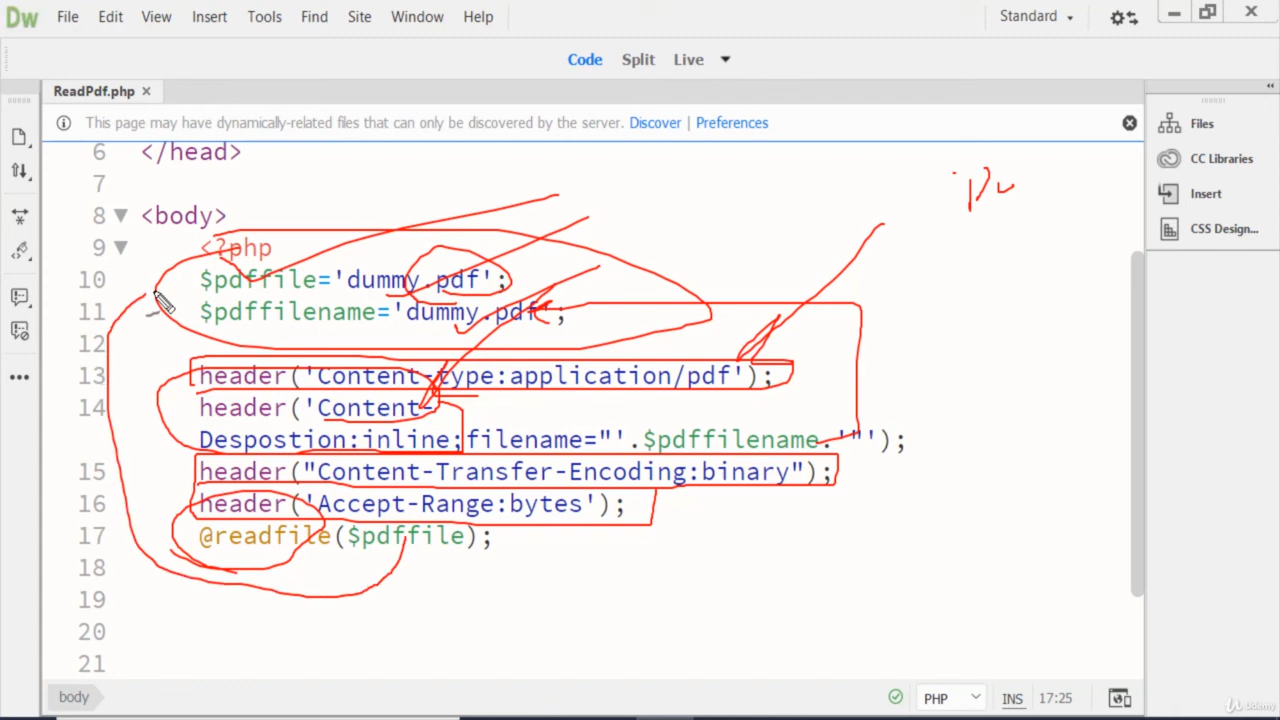 Dw File Edit View Insert Tools Find Site Window Help Standard
Code Split Live
ReadPdf.php
This page may have dynamically-related files that can only be discovered by the server. Discover | Preferences
Files
CC Libraries
Insert
CSS Design...
6 </head>
7
8 <body>
9 <?php
10 $pdffile='dummy.pdf';
11 $pdffilename='dummy.pdf';
12
13 header('Content-type:application/pdf');
14 header('Content-
Despostion:inline;filename="'.$pdffilename.'"');
15 header("Content-Transfer-Encoding:binary");
16 header('Accept-Range:bytes');
17 @readfile($pdffile);
18
19
20
21
body PHP INS 17:25
Udemy